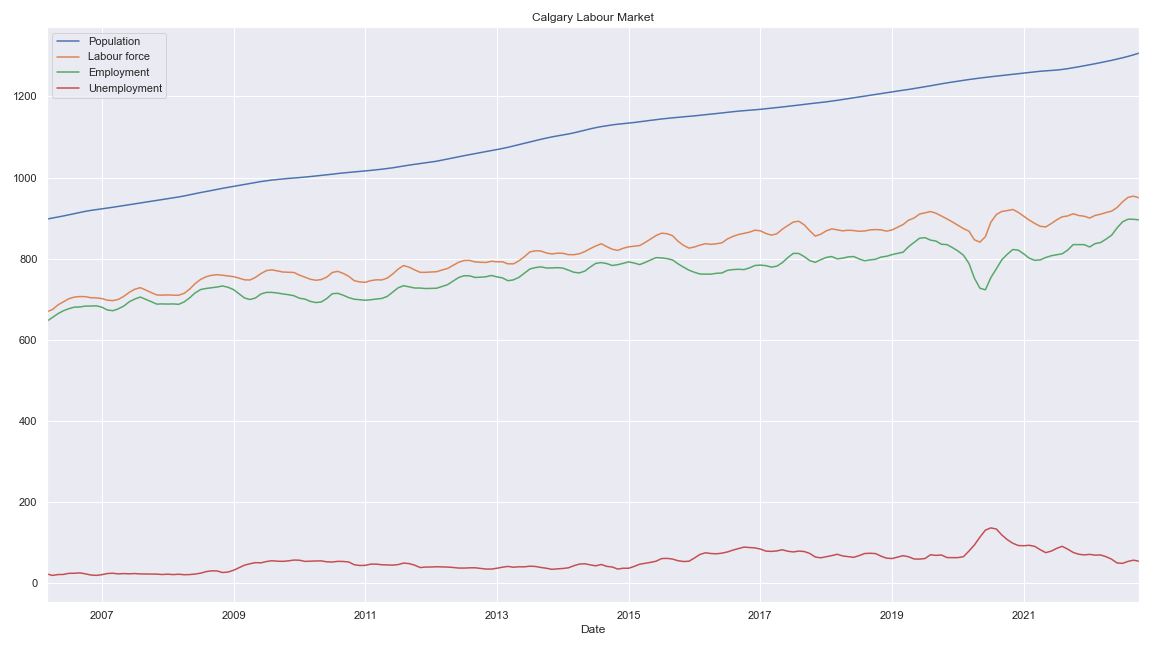 Calgary Labour Market
Population
Labour force
Employment
Unemployment
1200
1000
800
600
400
200
0
2007 2009 2011 2013 2015 2017 2019 2021
Date